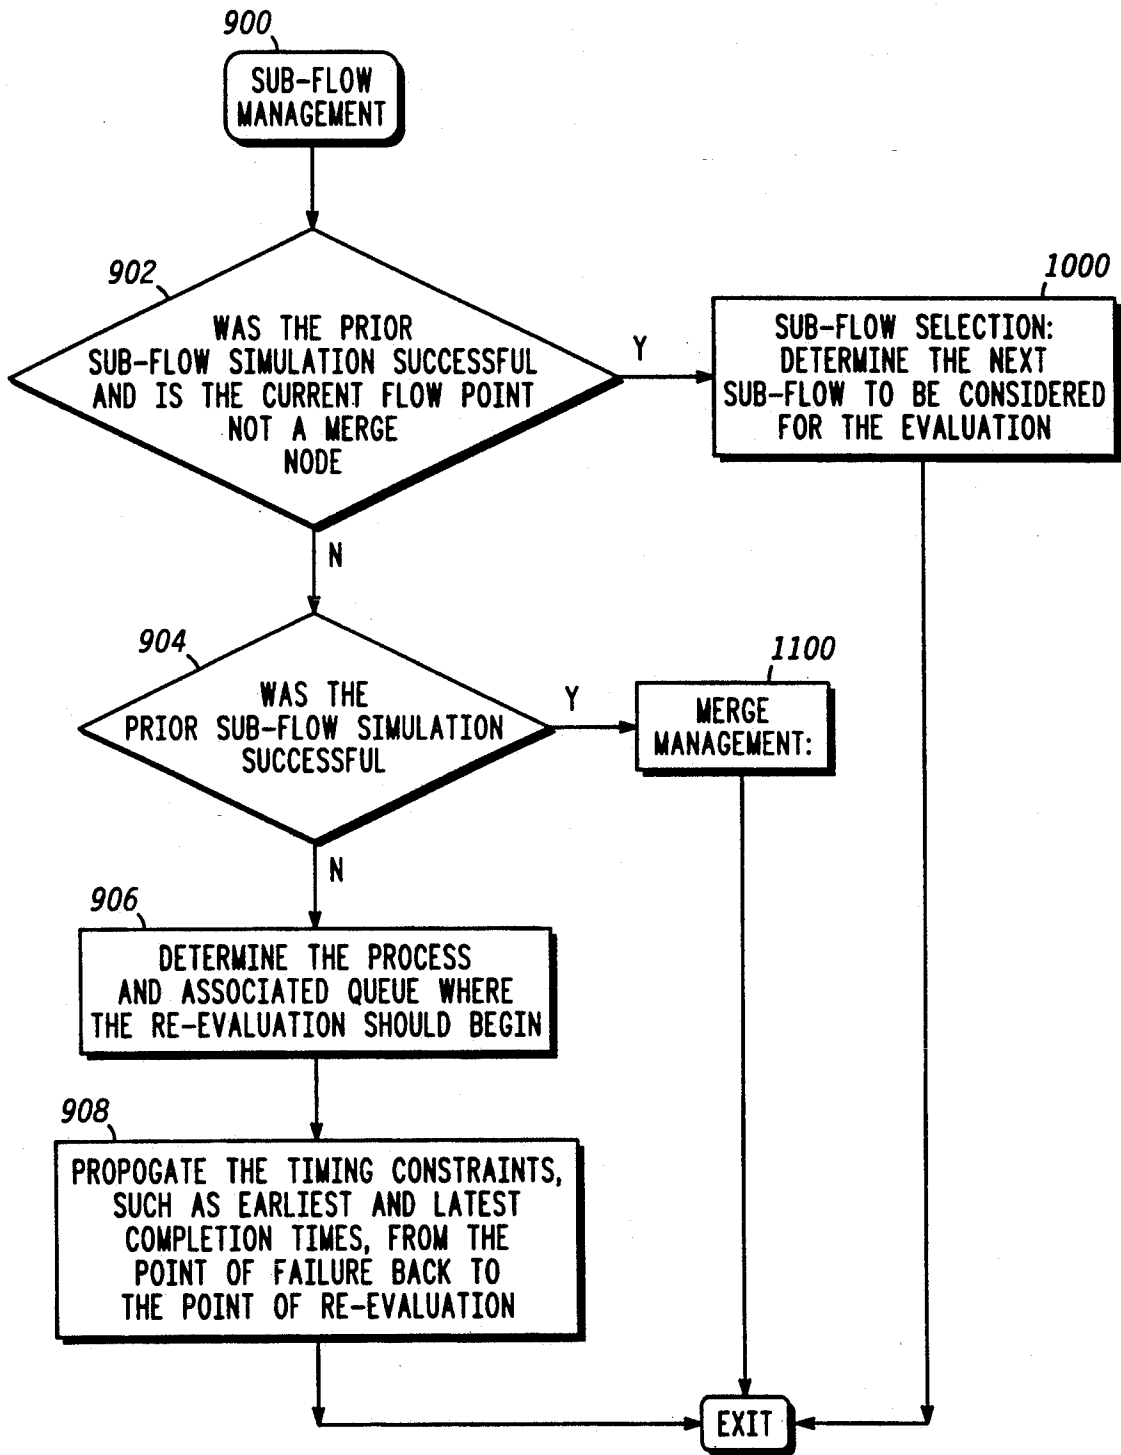 900
SUB-FLOW
MANAGEMENT
902
WAS THE PRIOR
SUB-FLOW SIMULATION SUCCESSFUL
AND IS THE CURRENT FLOW POINT
NOT A MERGE
NODE
Y
1000
SUB-FLOW SELECTION:
DETERMINE THE NEXT
SUB-FLOW TO BE CONSIDERED
FOR THE EVALUATION
N
904
WAS THE
PRIOR SUB-FLOW SIMULATION
SUCCESSFUL
Y
1100
MERGE
MANAGEMENT:
N
906
DETERMINE THE PROCESS
AND ASSOCIATED QUEUE WHERE
THE RE-EVALUATION SHOULD BEGIN
908
PROPOGATE THE TIMING CONSTRAINTS,
SUCH AS EARLIEST AND LATEST
COMPLETION TIMES, FROM THE
POINT OF FAILURE BACK TO
THE POINT OF RE-EVALUATION
EXIT